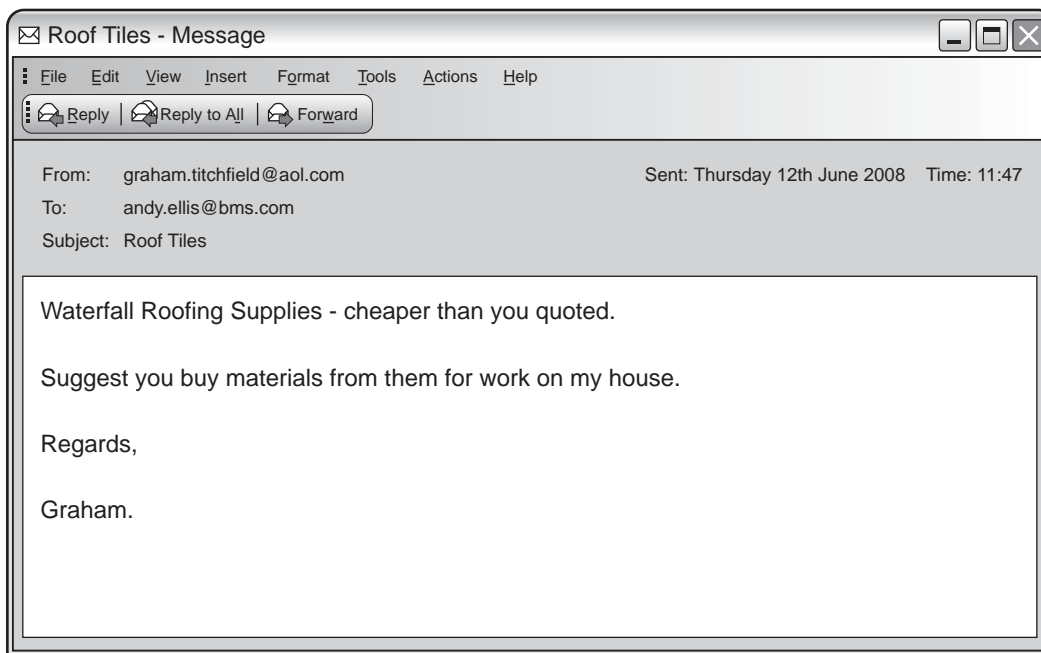 Roof Tiles - Message
File Edit View Insert Format Tools Actions Help
Reply Reply to All Forward
From: graham.titchfield@aol.com Sent: Thursday 12th June 2008 Time: 11:47
To: andy.ellis@bms.com
Subject: Roof Tiles
Waterfall Roofing Supplies - cheaper than you quoted.
Suggest you buy materials from them for work on my house.
Regards,
Graham.